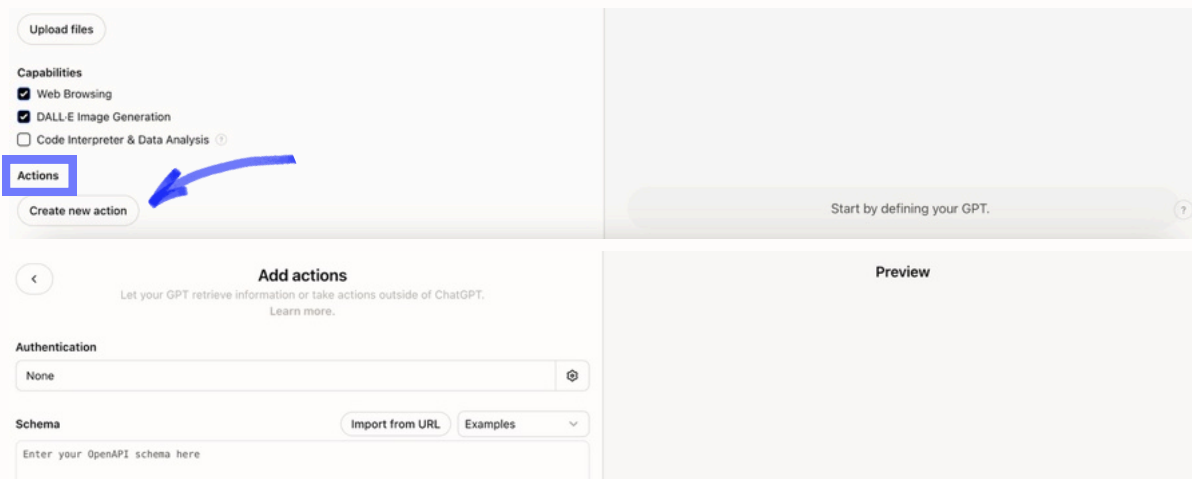 Upload files
Capabilities
Web Browsing
DALL·E Image Generation
Code Interpreter & Data Analysis ?
Actions
Create new action
Start by defining your GPT.
?
Add actions
Let your GPT retrieve information or take actions outside of ChatGPT.
Learn more.
Preview
Authentication
None
Schema
Import from URL
Examples
Enter your OpenAPI schema here